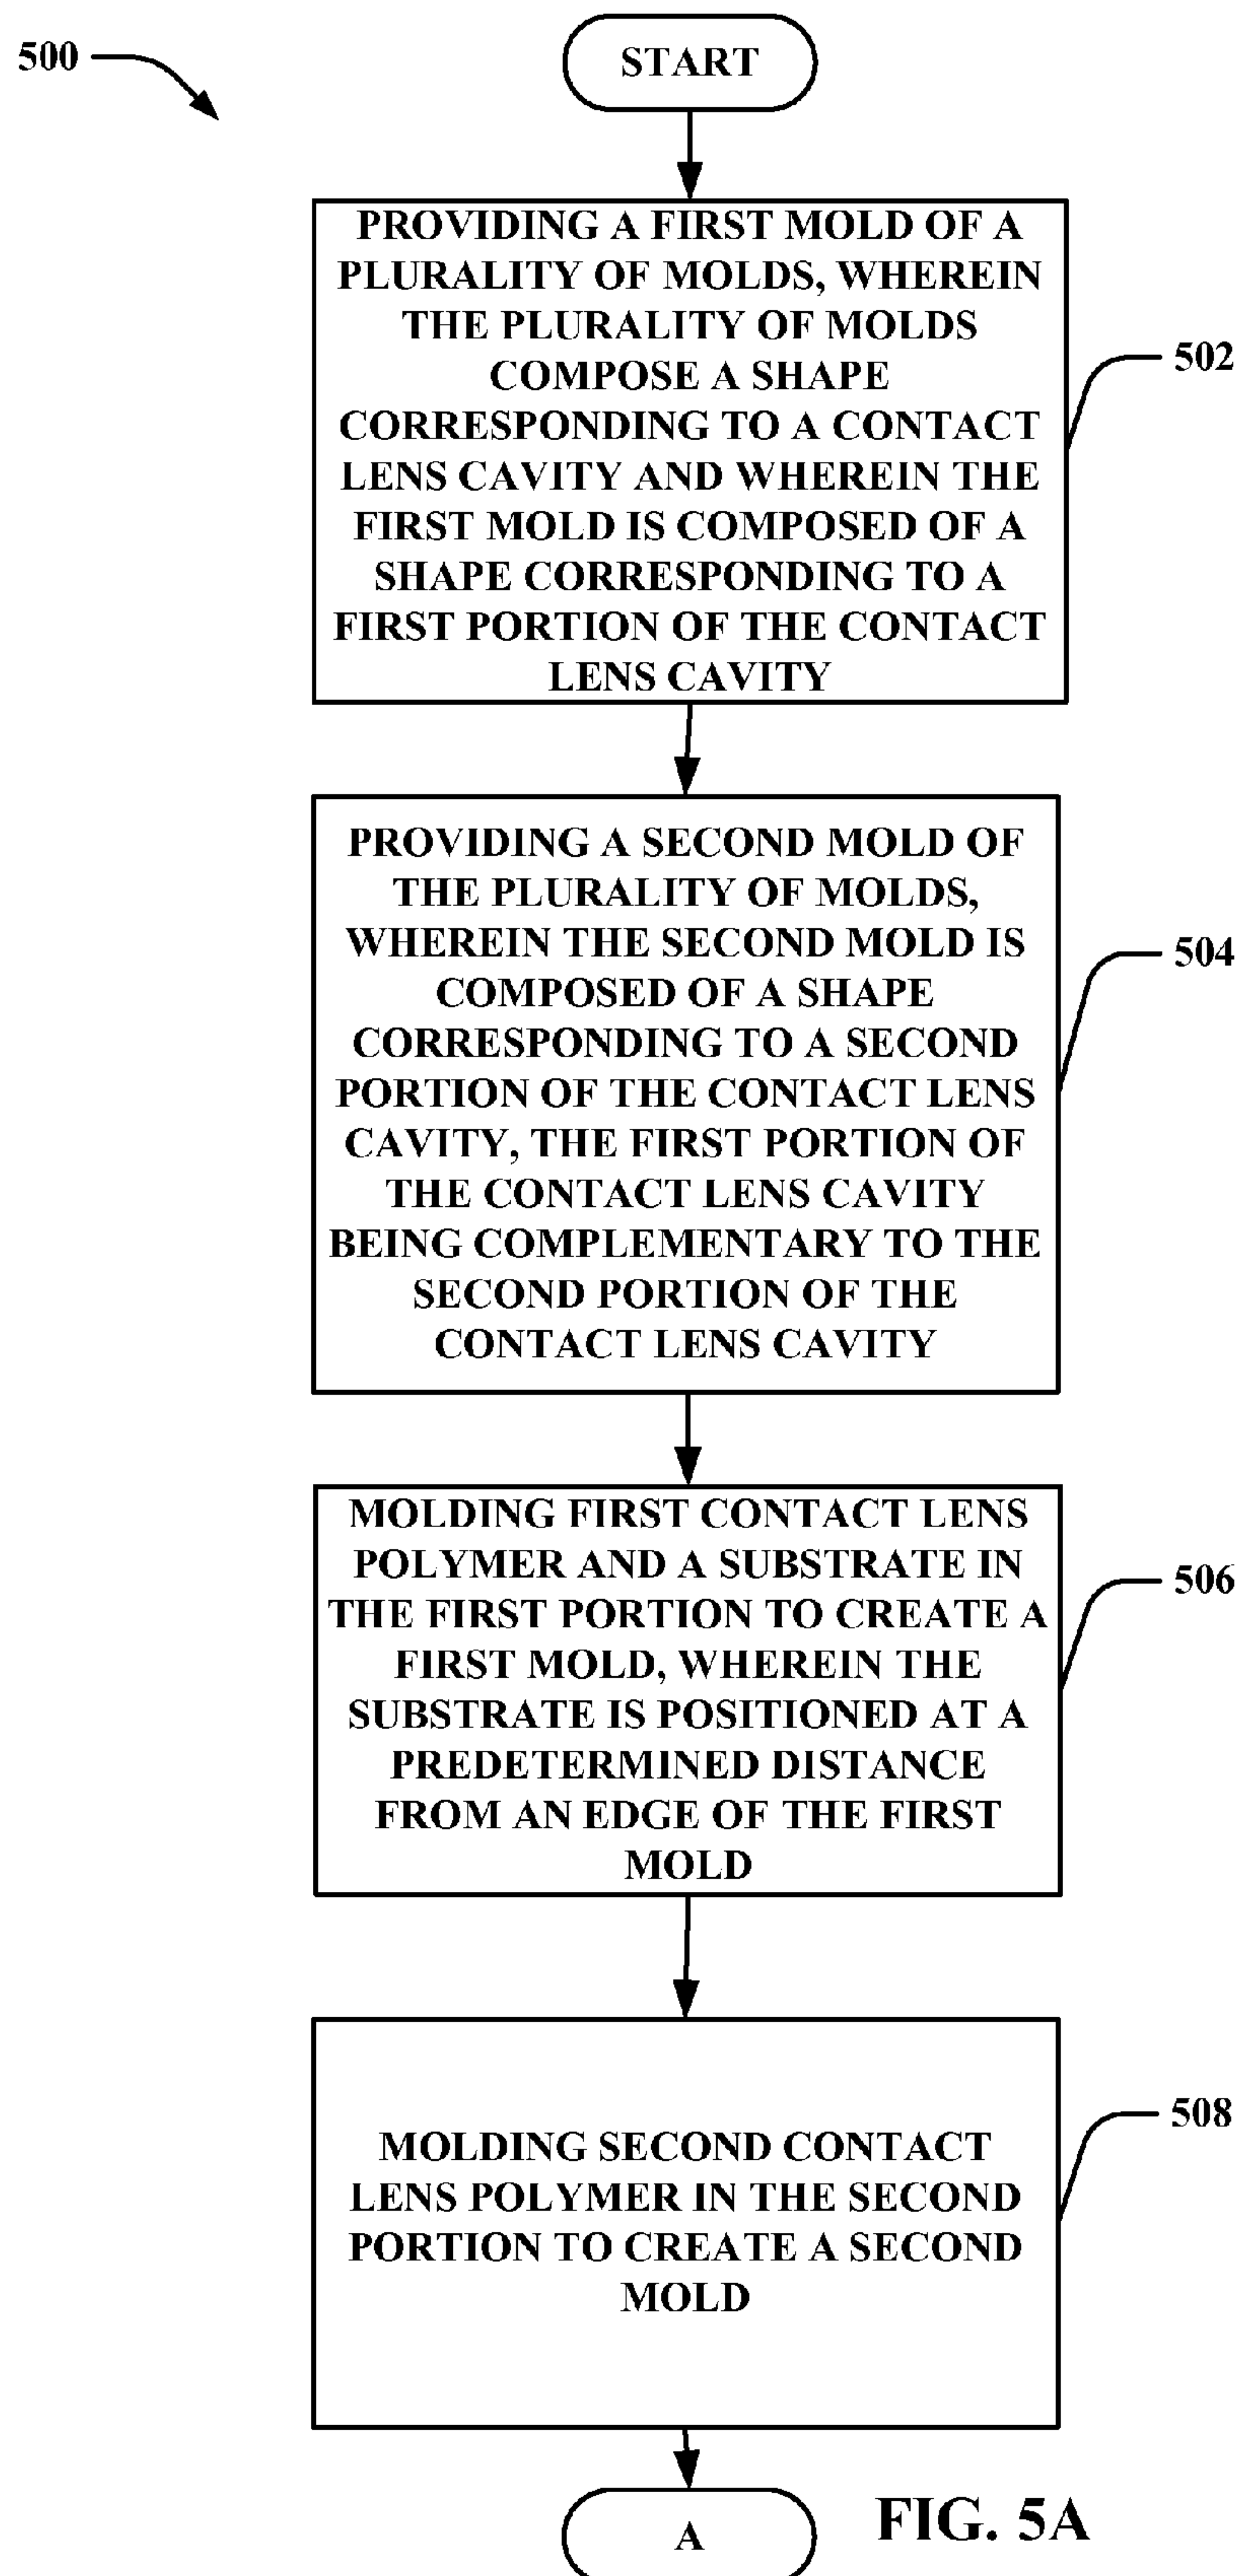 500
START
PROVIDING A FIRST MOLD OF A
PLURALITY OF MOLDS, WHEREIN
THE PLURALITY OF MOLDS
COMPOSE A SHAPE
CORRESPONDING TO A CONTACT
LENS CAVITY AND WHEREIN THE
FIRST MOLD IS COMPOSED OF A
SHAPE CORRESPONDING TO A
FIRST PORTION OF THE CONTACT
LENS CAVITY
502
PROVIDING A SECOND MOLD OF
THE PLURALITY OF MOLDS,
WHEREIN THE SECOND MOLD IS
COMPOSED OF A SHAPE
CORRESPONDING TO A SECOND
PORTION OF THE CONTACT LENS
CAVITY, THE FIRST PORTION OF
THE CONTACT LENS CAVITY
BEING COMPLEMENTARY TO THE
SECOND PORTION OF THE
CONTACT LENS CAVITY
504
MOLDING FIRST CONTACT LENS
POLYMER AND A SUBSTRATE IN
THE FIRST PORTION TO CREATE A
FIRST MOLD, WHEREIN THE
SUBSTRATE IS POSITIONED AT A
PREDETERMINED DISTANCE
FROM AN EDGE OF THE FIRST
MOLD
506
MOLDING SECOND CONTACT
LENS POLYMER IN THE SECOND
PORTION TO CREATE A SECOND
MOLD
508
A
FIG. 5A